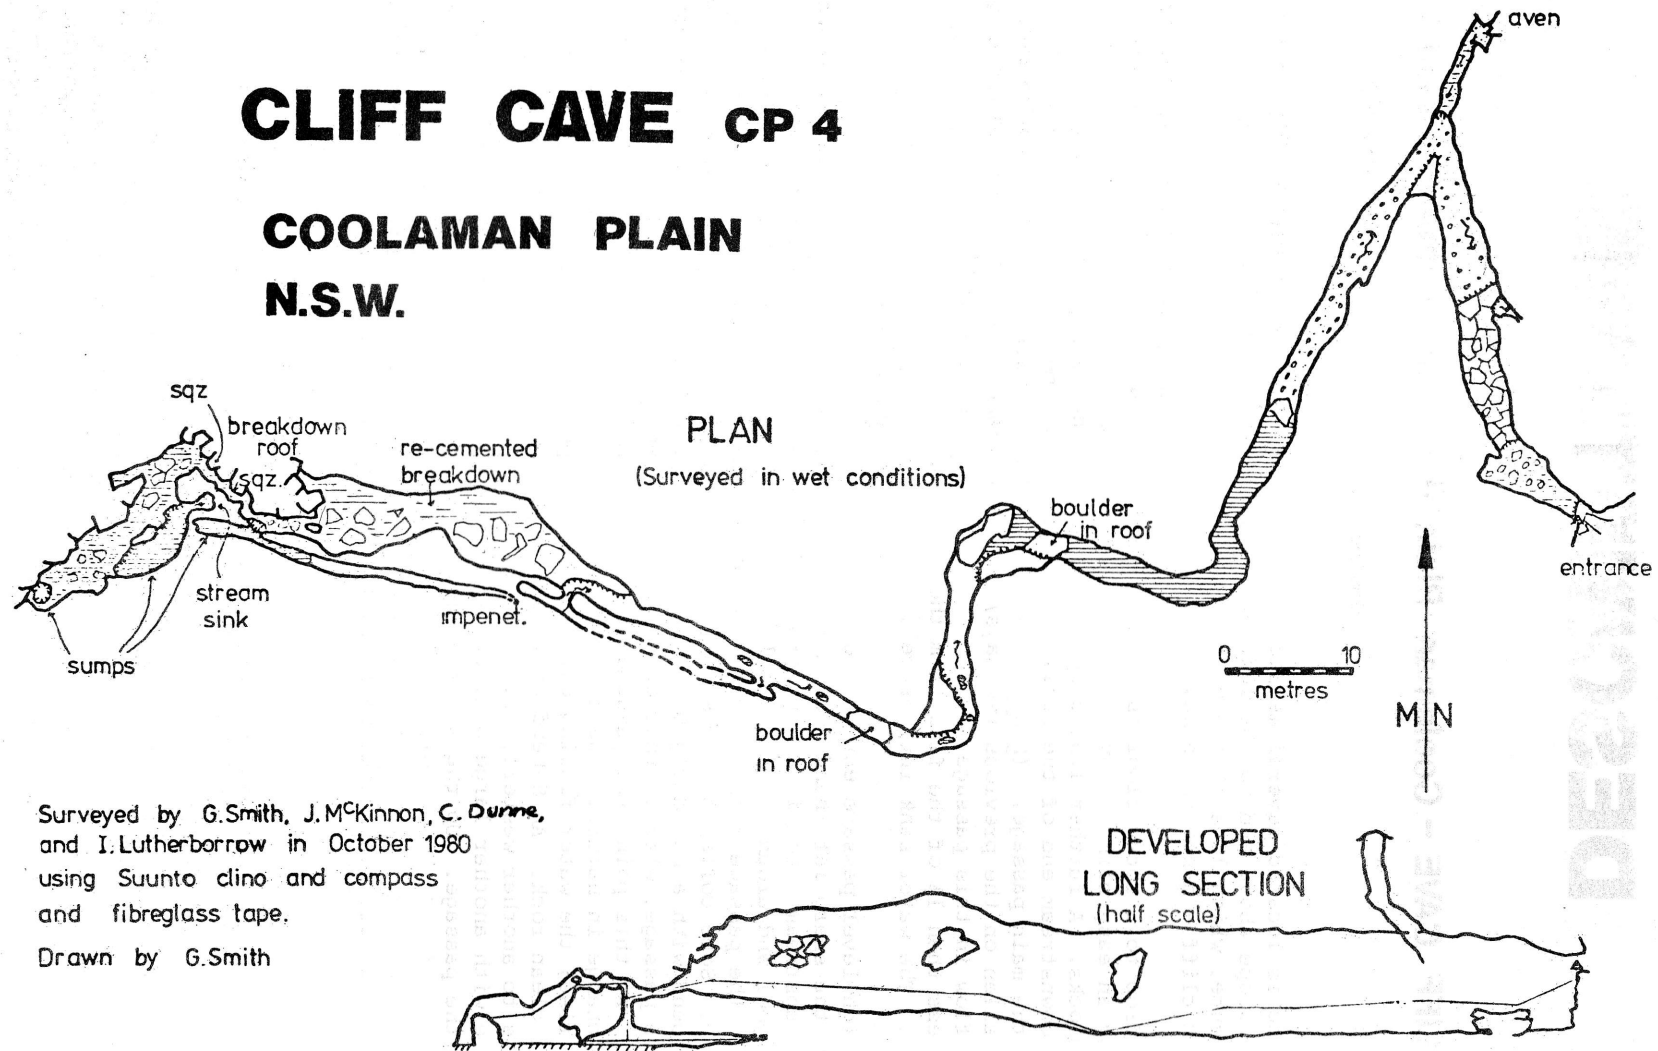 CLIFF CAVE CP 4
COOLAMAN PLAIN
N.S.W.
aven
sqz
breakdown
roof
sqz.
re-cemented
breakdown
PLAN
(Surveyed in wet conditions)
boulder
in roof
entrance
stream
sink
impenet.
sumps
0 10
metres
MN
boulder
in roof
Surveyed by G.Smith, J.McKinnon, C. Dunne,
and I.Lutherborrow in October 1980
using Suunto clino and compass
and fibreglass tape.
Drawn by G.Smith
DEVELOPED
LONG SECTION
(half scale)